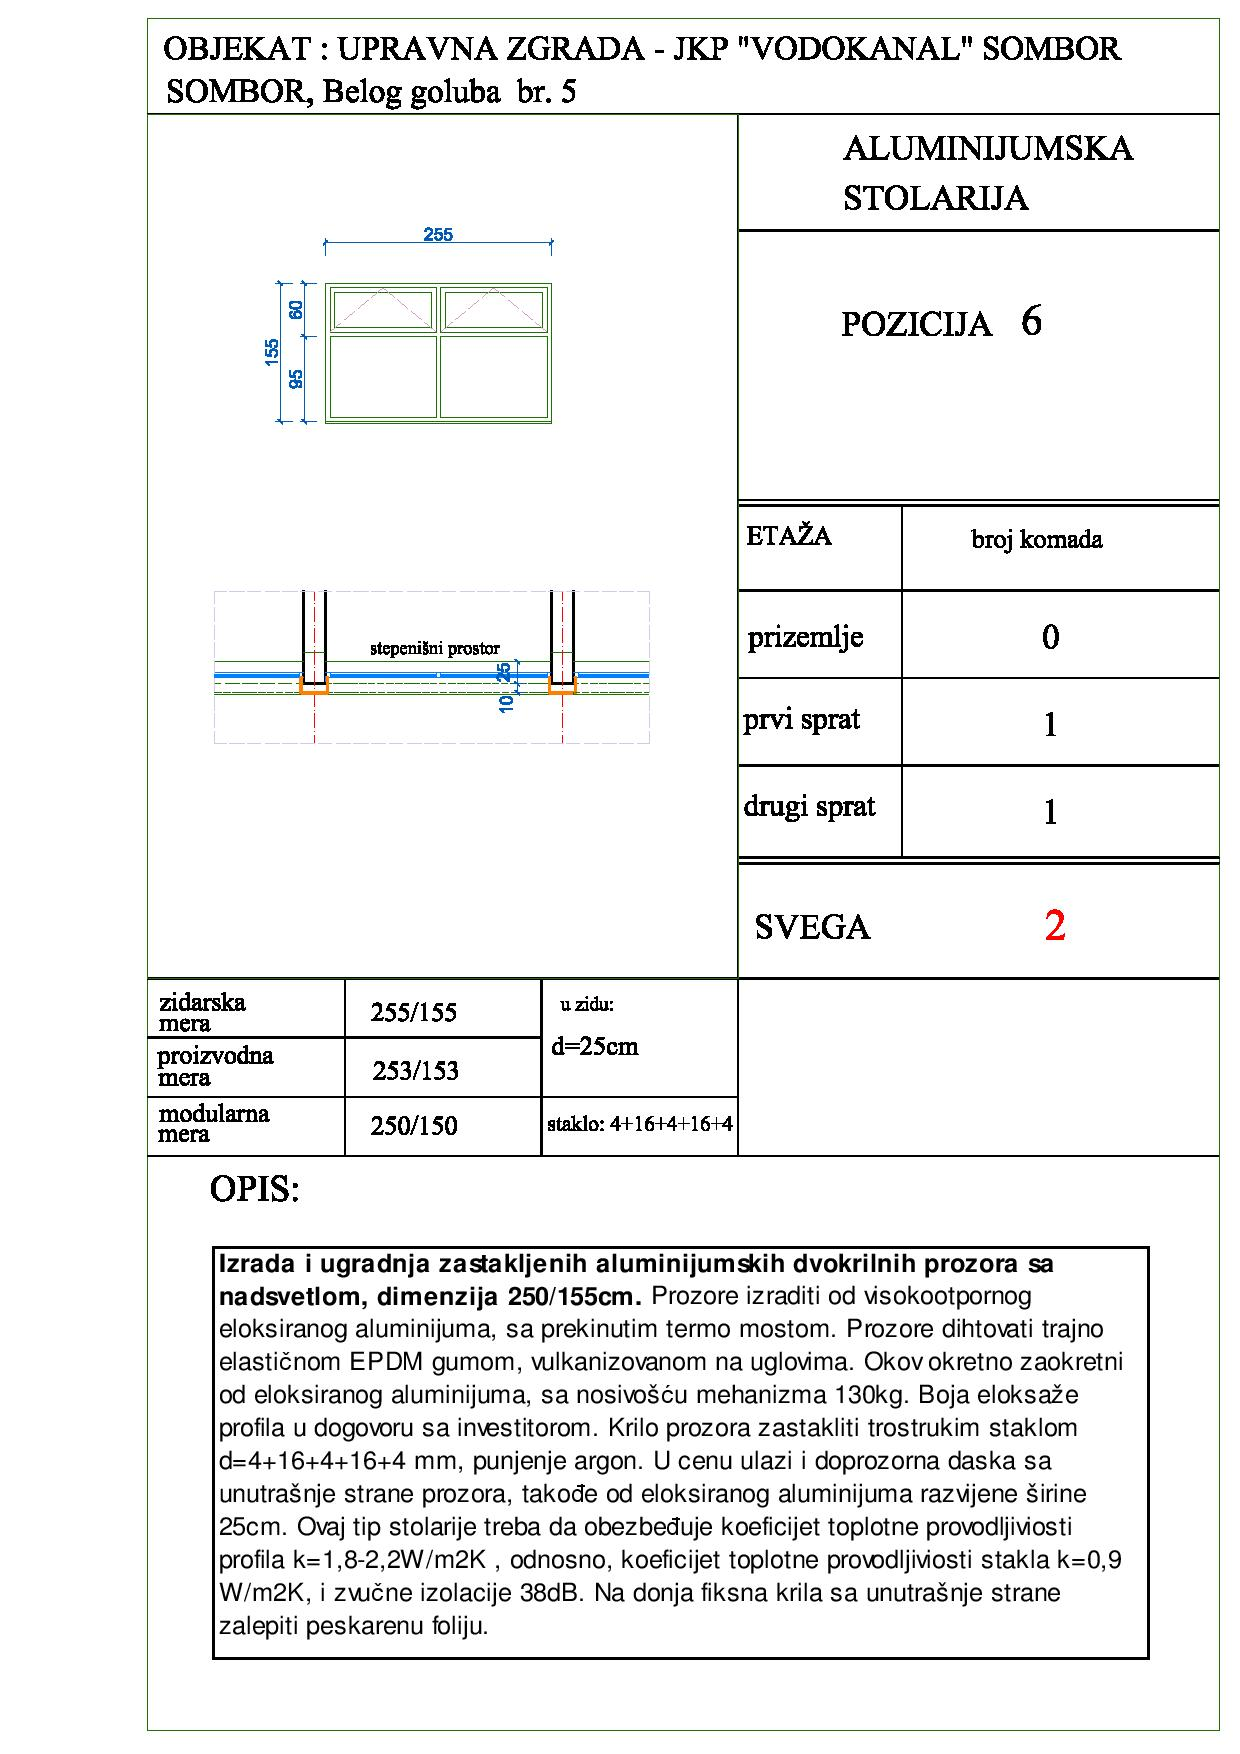 OBJEKAT : UPRAVNA ZGRADA - JKP "VODOKANAL" SOMBOR
SOMBOR, Belog goluba br. 5
ALUMINIJUMSKA
STOLARIJA
255
60
155
95
POZICIJA 6
ETAŽA broj komada
stepenišni prostor
25
10
prizemlje 0
prvi sprat 1
drugi sprat 1
SVEGA 2
zidarska
mera
255/155
u zidu:
d=25cm
proizvodna
mera
253/153
modularna
mera
250/150
staklo: 4+16+4+16+4
OPIS:
Izrada i ugradnja zastakljenih aluminijumskih dvokrilnih prozora sa
nadsvetlom, dimenzija 250/155cm. Prozore izraditi od visokootpornog
eloksiranog aluminijuma, sa prekinutim termo mostom. Prozore dihtovati trajno
elastičnom EPDM gumom, vulkanizovanom na uglovima. Okov okretno zaokretni
od eloksiranog aluminijuma, sa nosivošću mehanizma 130kg. Boja eloksaže
profila u dogovoru sa investitorom. Krilo prozora zastakliti trostrukim staklom
d=4+16+4+16+4 mm, punjenje argon. U cenu ulazi i doprozorna daska sa
unutrašnje strane prozora, takođe od eloksiranog aluminijuma razvijene širine
25cm. Ovaj tip stolarije treba da obezbeđuje koeficijet toplotne provodljiviosti
profila k=1,8-2,2W/m2K , odnosno, koeficijet toplotne provodljiviosti stakla k=0,9
W/m2K, i zvučne izolacije 38dB. Na donja fiksna krila sa unutrašnje strane
zalepiti peskarenu foliju.